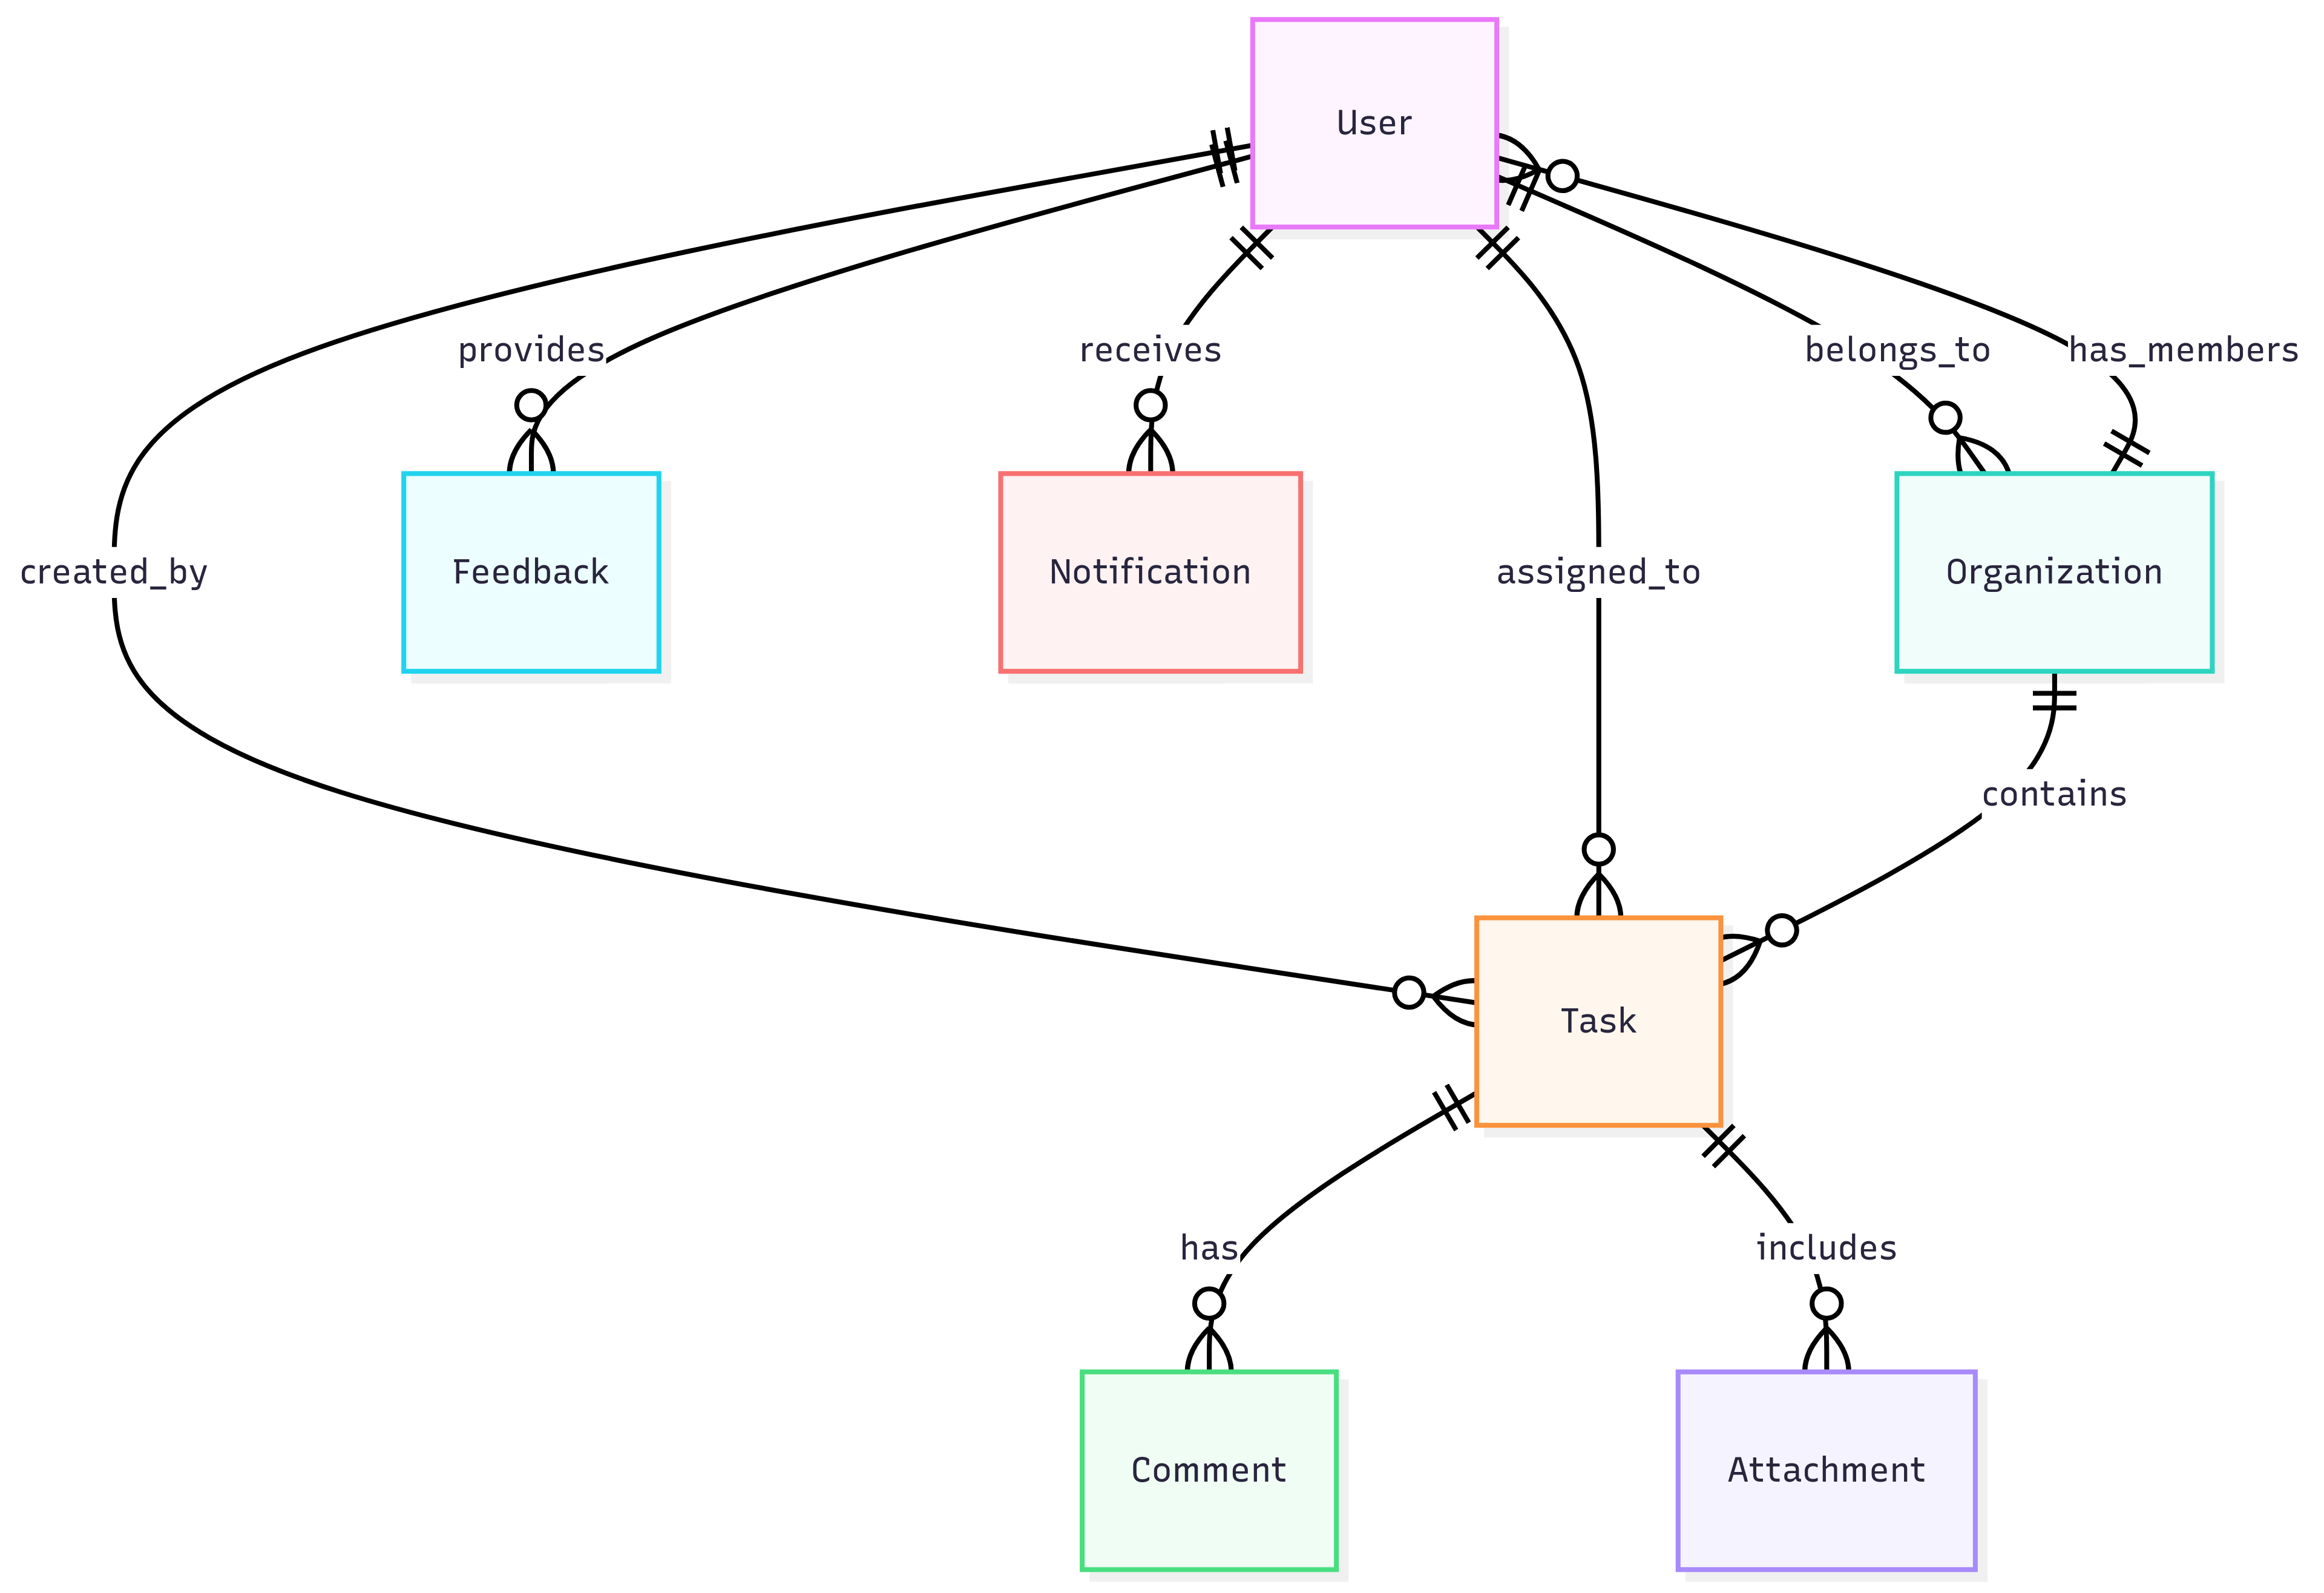 User
provides
receives
belongs_to
has_members
created_by
Feedback
Notification
assigned_to
Organization
contains
Task
has
includes
Comment
Attachment